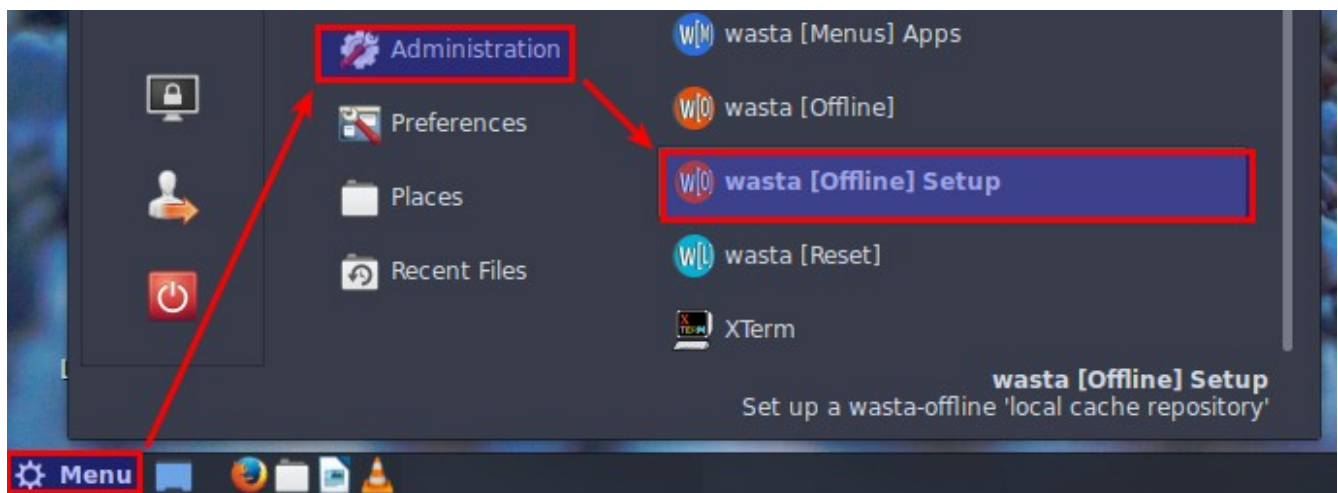 Administration
Preferences
Places
Recent Files
W[M] wasta [Menus] Apps
W[O] wasta [Offline]
W[O] wasta [Offline] Setup
W[L] wasta [Reset]
X TERM XTerm
wasta [Offline] Setup
Set up a wasta-offline 'local cache repository'
[
Menu